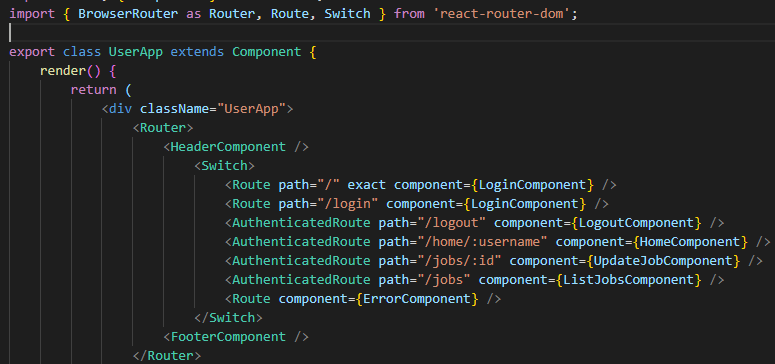 import { BrowserRouter as Router, Route, Switch } from 'react-router-dom';
export class UserApp extends Component {
render() {
return (
<div className="UserApp">
<Router>
<HeaderComponent />
<Switch>
<Route path="/" exact component={LoginComponent} />
<Route path="/login" component={LoginComponent} />
<AuthenticatedRoute path="/logout" component={LogoutComponent} />
<AuthenticatedRoute path="/home/:username" component={HomeComponent} />
<AuthenticatedRoute path="/jobs/:id" component={UpdateJobComponent} />
<AuthenticatedRoute path="/jobs" component={ListJobsComponent} />
<Route component={ErrorComponent} />
</Switch>
<FooterComponent />
</Router>